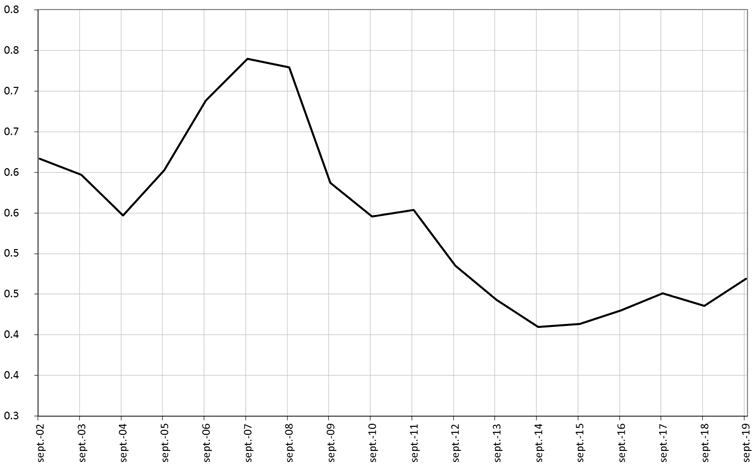 0.8
0.8
0.7
0.7
0.6
0.6
0.5
0.5
0.4
0.4
0.3
sept.-02
sept.-03
sept.-04
sept.-05
sept.-06
sept.-07
sept.-08
sept.-09
sept.-10
sept.-11
sept.-12
sept.-13
sept.-14
sept.-15
sept.-16
sept.-17
sept.-18
sept.-19